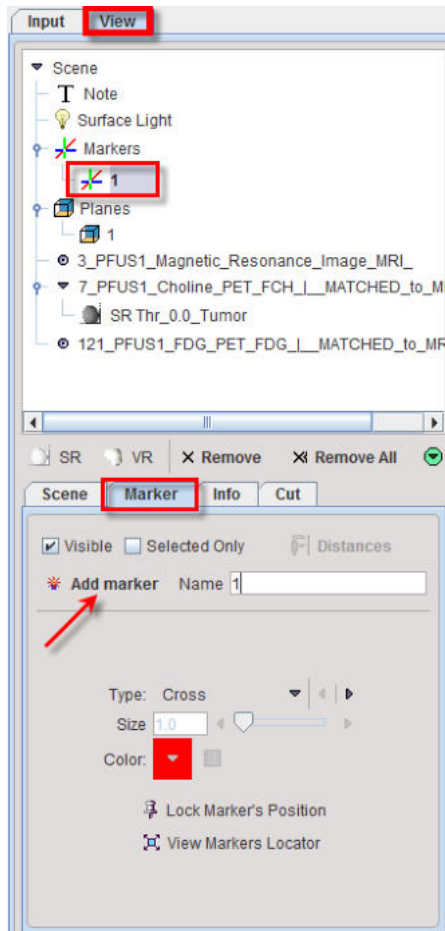 Input View
Scene
T Note
Surface Light
Markers
1
Planes
1
3_PFUS1_Magnetic_Resonance_Image_MRI_
7_PFUS1_Choline_PET_FCH_|__MATCHED_to_M
SR Thr_0.0_Tumor
121_PFUS1_FDG_PET_FDG_|__MATCHED_to_MR
SR VR Remove Remove All
Scene Marker Info Cut
Visible Selected Only Distances
Add marker Name 1
Type: Cross
Size 1.0
Color:
Lock Marker's Position
View Markers Locator